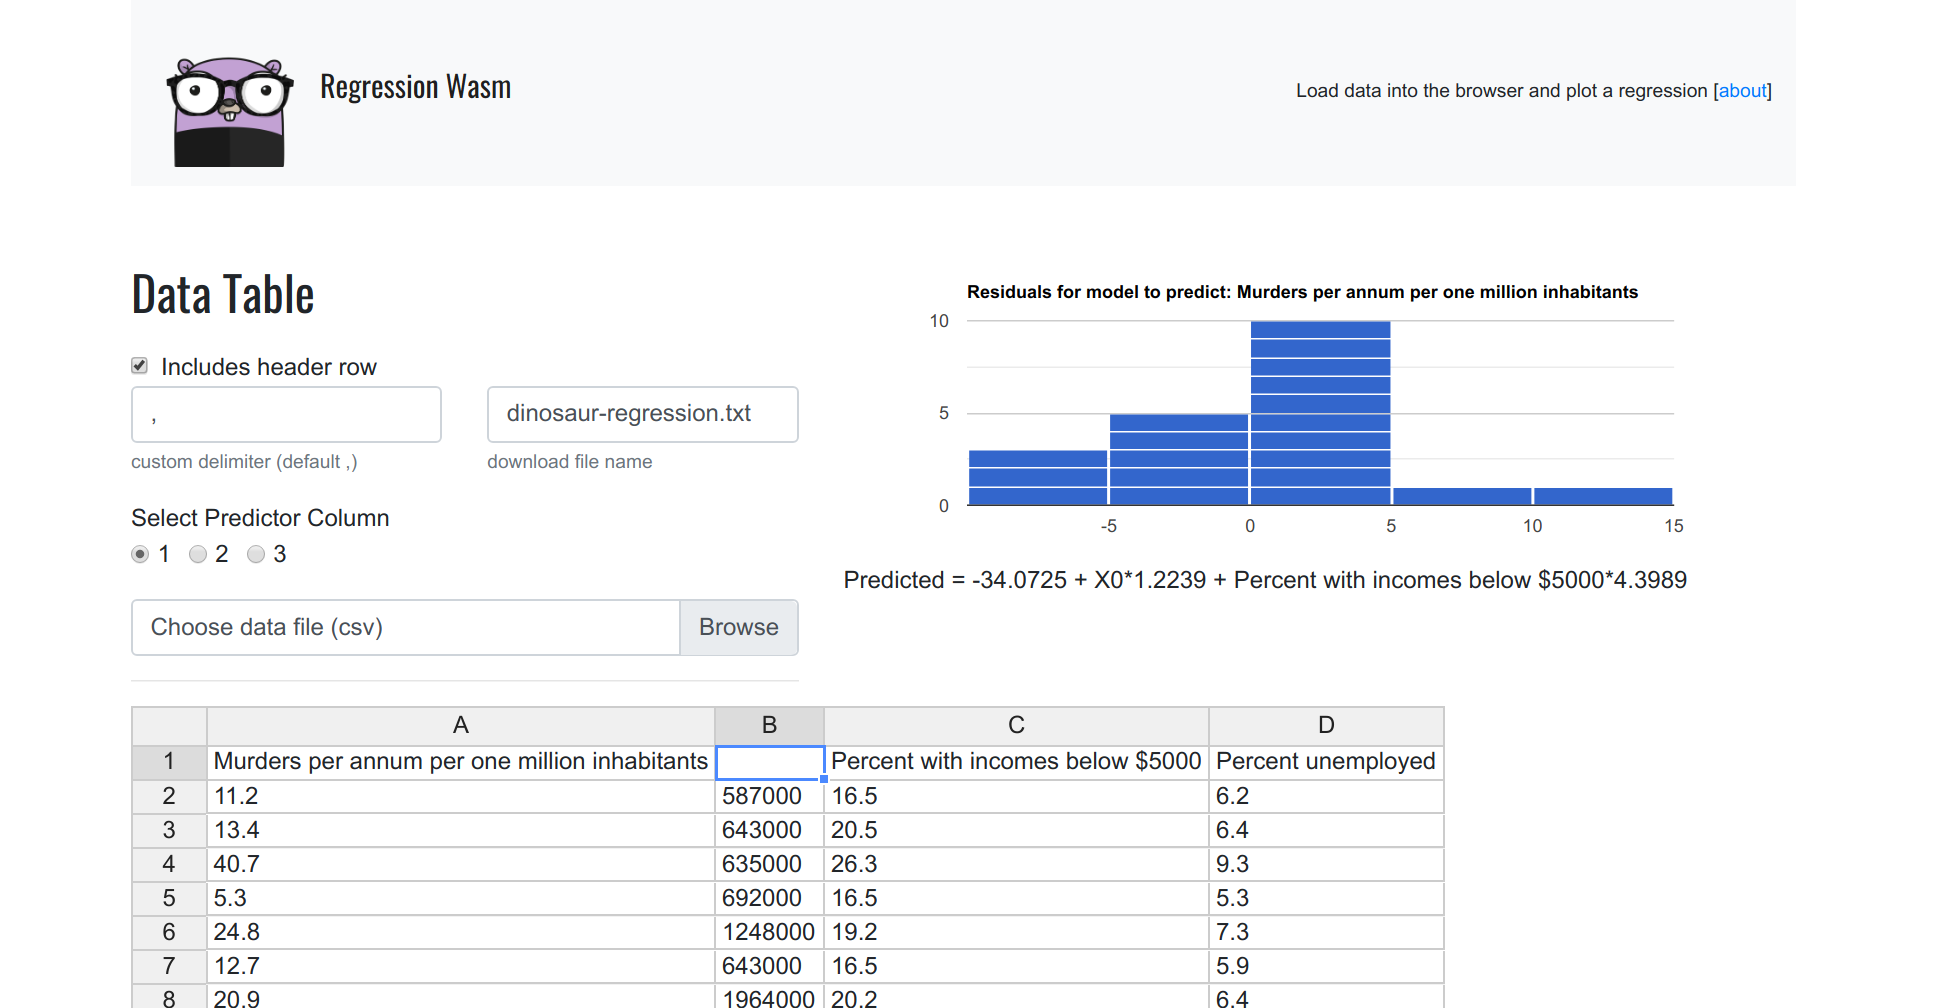 Regression Wasm
Load data into the browser and plot a regression [about]
Data Table
Includes header row
,
dinosaur-regression.txt
custom delimiter (default ,)
download file name
Select Predictor Column
1 2 3
Choose data file (csv)
Browse
Residuals for model to predict: Murders per annum per one million inhabitants
10
5
0
-5 0 5 10 15
Predicted = -34.0725 + X0*1.2239 + Percent with incomes below $5000*4.3989
A B C D
1 Murders per annum per one million inhabitants Percent with incomes below $5000 Percent unemployed
2 11.2 587000 16.5 6.2
3 13.4 643000 20.5 6.4
4 40.7 635000 26.3 9.3
5 5.3 692000 16.5 5.3
6 24.8 1248000 19.2 7.3
7 12.7 643000 16.5 5.9
8 20.9 1964000 20.2 6.4